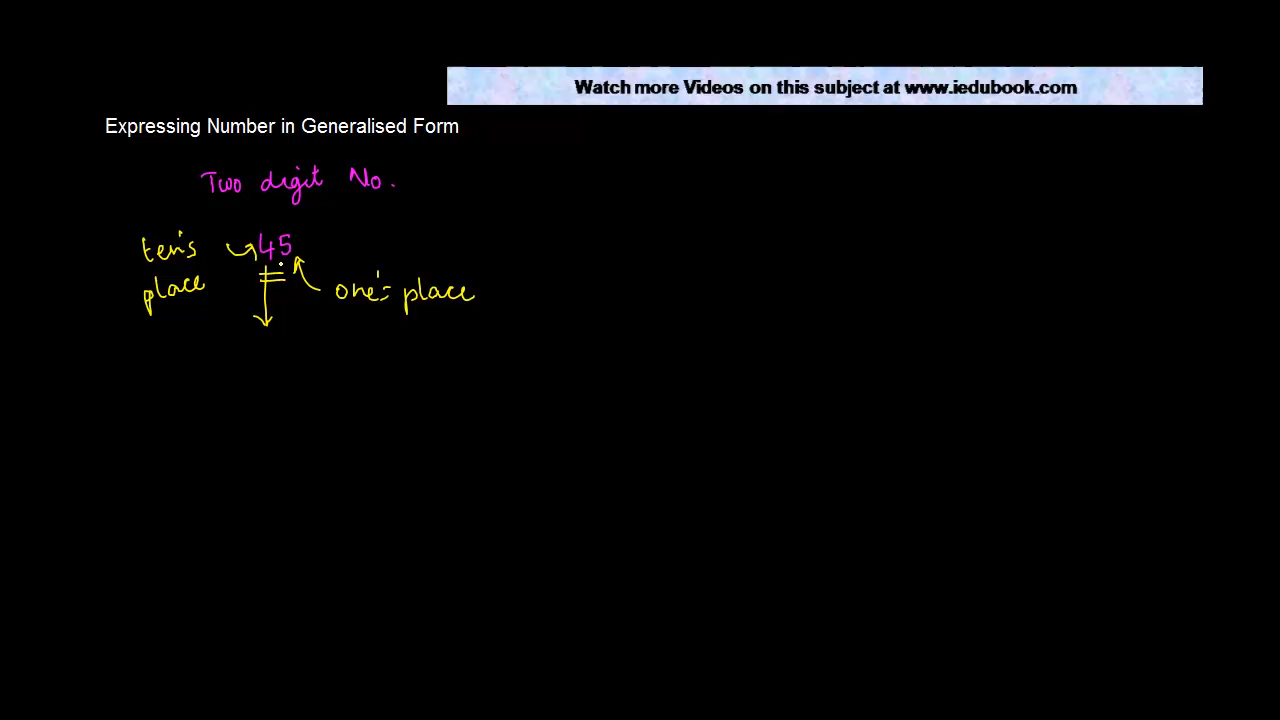 Watch more Videos on this subject at www.iedubook.com
Expressing Number in Generalised Form
Two digit No.
ten's 45
place one's place